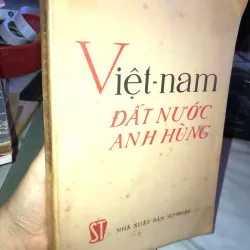 Việt-nam
ĐẤT NƯỚC
ANH HÙNG
ST
NHÀ XUẤT BẢN SỰ THẬT